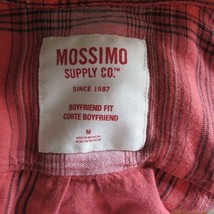 MOSSIMO
SUPPLY CO.™
SINCE 1987
BOYFRIEND FIT
CORTE BOYFRIEND
M